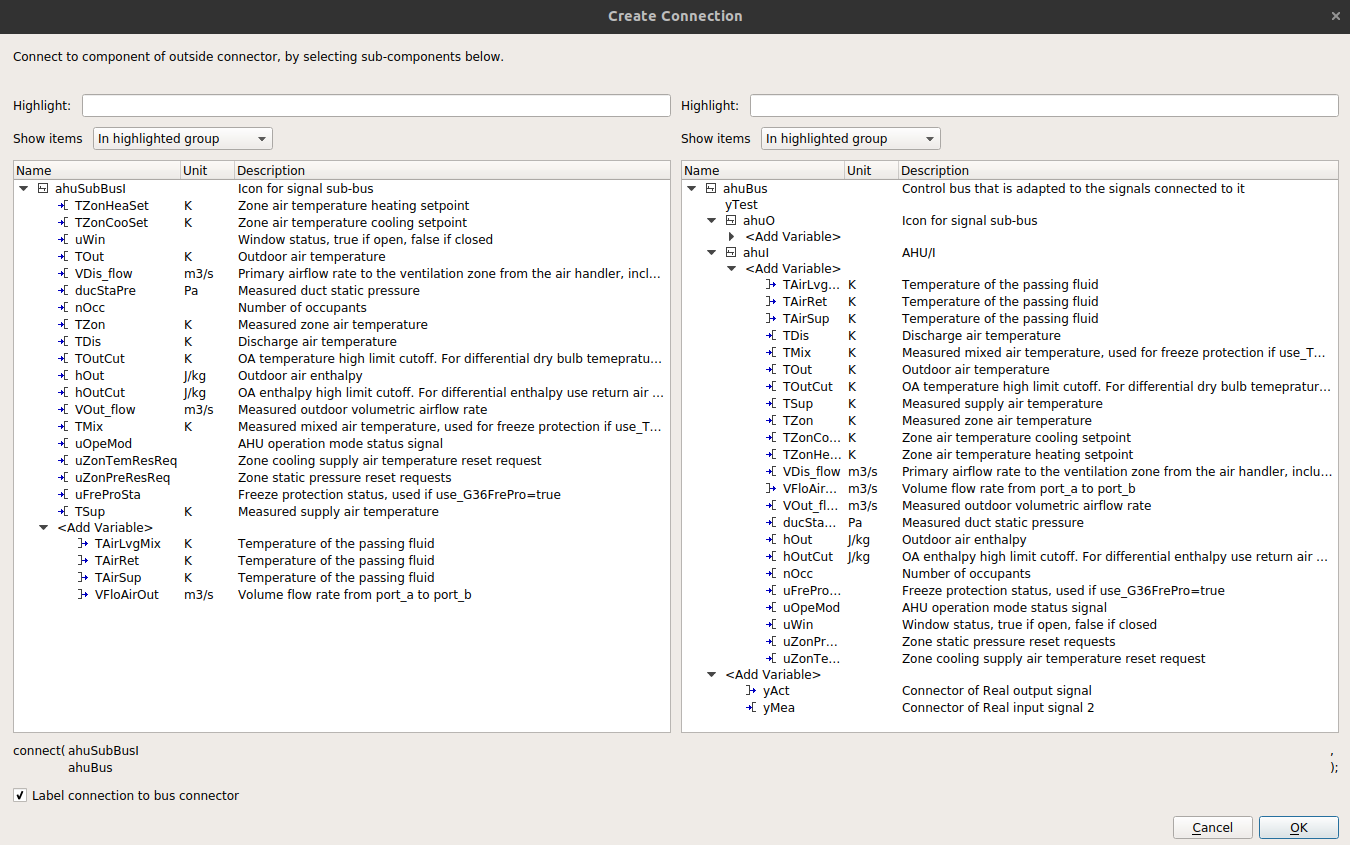 Create Connection
Connect to component of outside connector, by selecting sub-components below.
Highlight:
Show items In highlighted group
Name Unit Description
ahuSubBusI Icon for signal sub-bus
TZonHeaSet K Zone air temperature heating setpoint
TZonCooSet K Zone air temperature cooling setpoint
uWin Window status, true if open, false if closed
TOut K Outdoor air temperature
VDis_flow m3/s Primary airflow rate to the ventilation zone from the air handler, incl...
ducStaPre Pa Measured duct static pressure
nOcc Number of occupants
TZon K Measured zone air temperature
TDis K Discharge air temperature
TOutCut K OA temperature high limit cutoff. For differential dry bulb temepratu...
hOut J/kg Outdoor air enthalpy
hOutCut J/kg OA enthalpy high limit cutoff. For differential enthalpy use return air ...
VOut_flow m3/s Measured outdoor volumetric airflow rate
TMix K Measured mixed air temperature, used for freeze protection if use_T...
uOpeMod AHU operation mode status signal
uZonTemResReq Zone cooling supply air temperature reset request
uZonPreResReq Zone static pressure reset requests
uFreProSta Freeze protection status, used if use_G36FrePro=true
TSup K Measured supply air temperature
<Add Variable>
TAirLvgMix K Temperature of the passing fluid
TAirRet K Temperature of the passing fluid
TAirSup K Temperature of the passing fluid
VFloAirOut m3/s Volume flow rate from port_a to port_b
Highlight:
Show items In highlighted group
Name Unit Description
ahuBus Control bus that is adapted to the signals connected to it
yTest
ahuO Icon for signal sub-bus
<Add Variable>
ahuI AHU/I
<Add Variable>
TAirLvg... K Temperature of the passing fluid
TAirRet K Temperature of the passing fluid
TAirSup K Temperature of the passing fluid
TDis K Discharge air temperature
TMix K Measured mixed air temperature, used for freeze protection if use_T...
TOut K Outdoor air temperature
TOutCut K OA temperature high limit cutoff. For differential dry bulb temepratur...
TSup K Measured supply air temperature
TZon K Measured zone air temperature
TZonCo... K Zone air temperature cooling setpoint
TZonHe... K Zone air temperature heating setpoint
VDis_flow m3/s Primary airflow rate to the ventilation zone from the air handler, inclu...
VFloAir... m3/s Volume flow rate from port_a to port_b
VOut_fl... m3/s Measured outdoor volumetric airflow rate
ducSta... Pa Measured duct static pressure
hOut J/kg Outdoor air enthalpy
hOutCut J/kg OA enthalpy high limit cutoff. For differential enthalpy use return air ...
nOcc Number of occupants
uFrePro... Freeze protection status, used if use_G36FrePro=true
uOpeMod AHU operation mode status signal
uWin Window status, true if open, false if closed
uZonPr... Zone static pressure reset requests
uZonTe... Zone cooling supply air temperature reset request
<Add Variable>
yAct Connector of Real output signal
yMea Connector of Real input signal 2
connect( ahuSubBusI ,
ahuBus );
Label connection to bus connector
Cancel OK